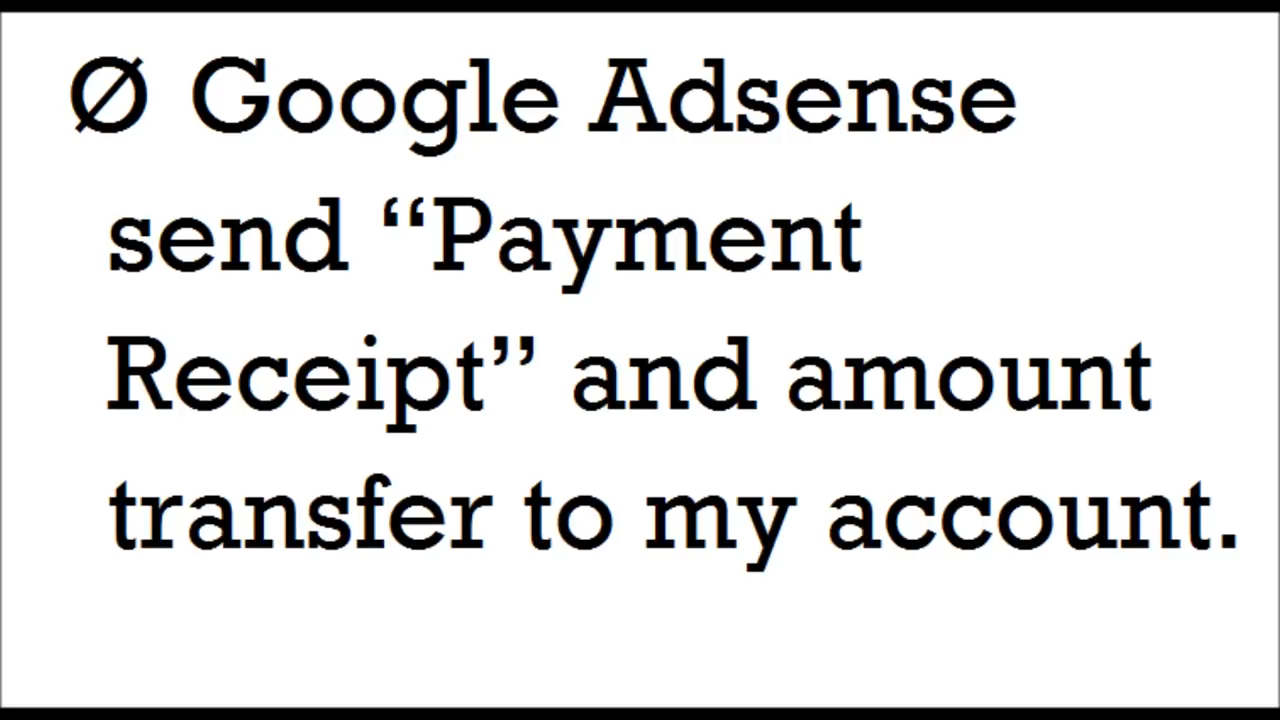 Ø Google Adsense
send “Payment
Receipt” and amount
transfer to my account.